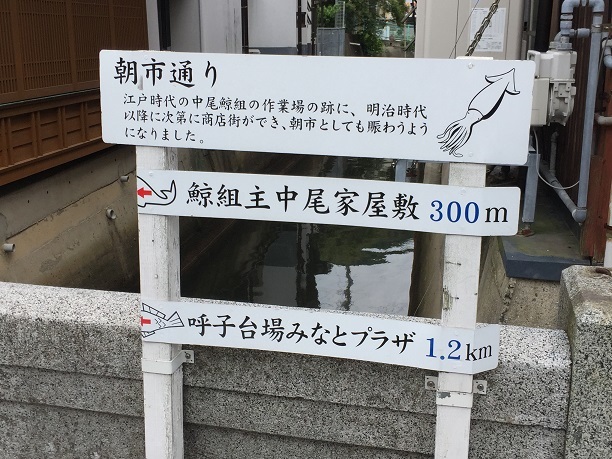 朝市通り
江戸時代の中尾鯨組の作業場の跡に、明治時代
以降に次第に商店街ができ、朝市としても賑わうよう
になりました。
鯨組主中尾家屋敷 300m
呼子台場みなとプラザ 1.2km